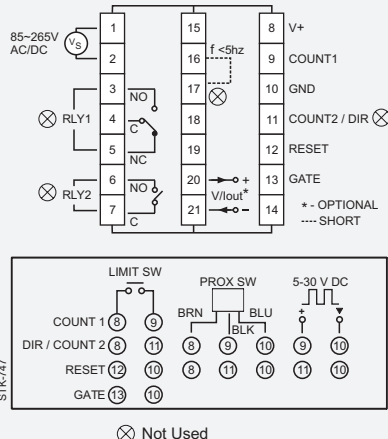 85~265V
AC/DC
VS
1
2
3
4
5
6
7
RLY1
NO
C
NC
RLY2
NO
C
15
16
17
18
19
20
21
f <5hz
+
V/Iout*
-
8
9
10
11
12
13
14
V+
COUNT1
GND
COUNT2 / DIR
RESET
GATE
* - OPTIONAL
---- SHORT
LIMIT SW
PROX SW
5-30 V DC
BRN
BLK
BLU
+
COUNT 1 8 9 8 9 10 9 10
DIR / COUNT 2 8 11 8 11 10 11 10
RESET 12 10
GATE 13 10
STK-747
Not Used